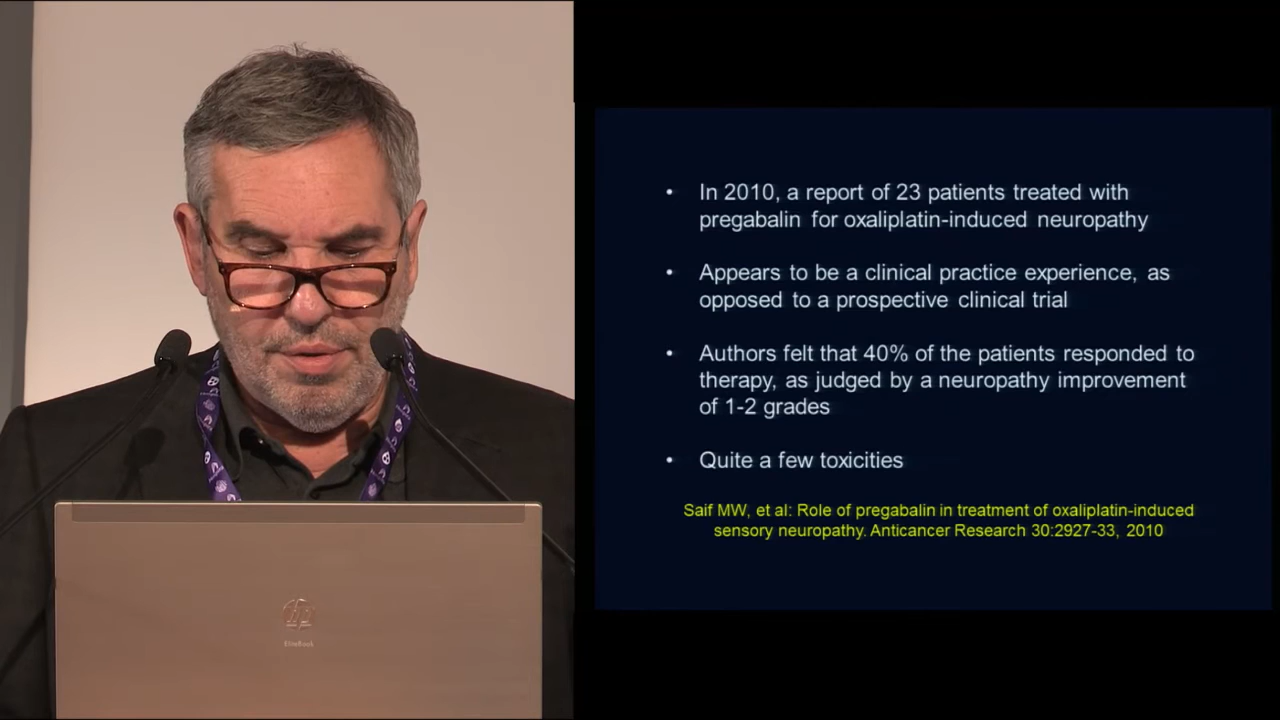 • In 2010, a report of 23 patients treated with
pregabalin for oxaliplatin-induced neuropathy
• Appears to be a clinical practice experience, as
opposed to a prospective clinical trial
• Authors felt that 40% of the patients responded to
therapy, as judged by a neuropathy improvement
of 1-2 grades
• Quite a few toxicities
Saif MW, et al: Role of pregabalin in treatment of oxaliplatin-induced
sensory neuropathy. Anticancer Research 30:2927-33, 2010
hp
EliteBook